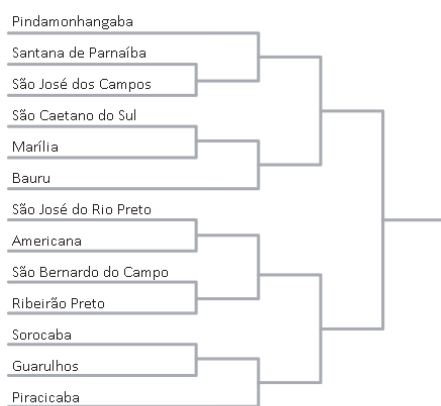 Pindamonhangaba
Santana de Parnaíba
São José dos Campos
São Caetano do Sul
Marília
Bauru
São José do Rio Preto
Americana
São Bernardo do Campo
Ribeirão Preto
Sorocaba
Guarulhos
Piracicaba